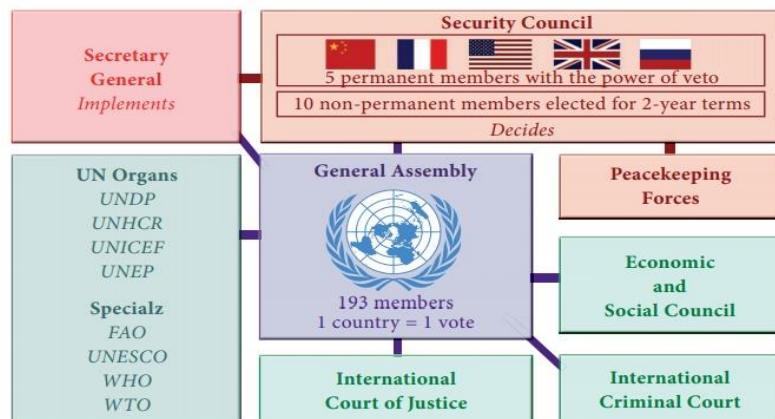 Secretary
General
Implements
Security Council
5 permanent members with the power of veto
10 non-permanent members elected for 2-year terms
Decides
UN Organs
UNDP
UNHCR
UNICEF
UNEP
Specialz
FAO
UNESCO
WHO
WTO
General Assembly
193 members
1 country = 1 vote
Peacekeeping
Forces
Economic
and
Social Council
International
Court of Justice
International
Criminal Court